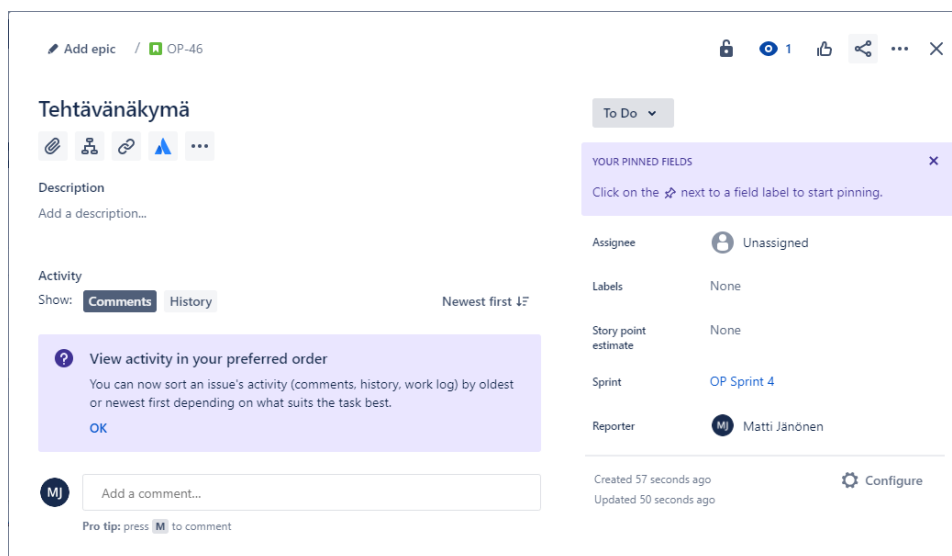 Add epic / OP-46
1
Tehtävänäkymä
Description
Add a description...
Activity
Show: Comments History Newest first
View activity in your preferred order
You can now sort an issue's activity (comments, history, work log) by oldest
or newest first depending on what suits the task best.
OK
MJ Add a comment...
Pro tip: press M to comment
To Do
YOUR PINNED FIELDS
Click on the next to a field label to start pinning.
Assignee Unassigned
Labels None
Story point
estimate None
Sprint OP Sprint 4
Reporter MJ Matti Jänönen
Created 57 seconds ago
Updated 50 seconds ago
Configure